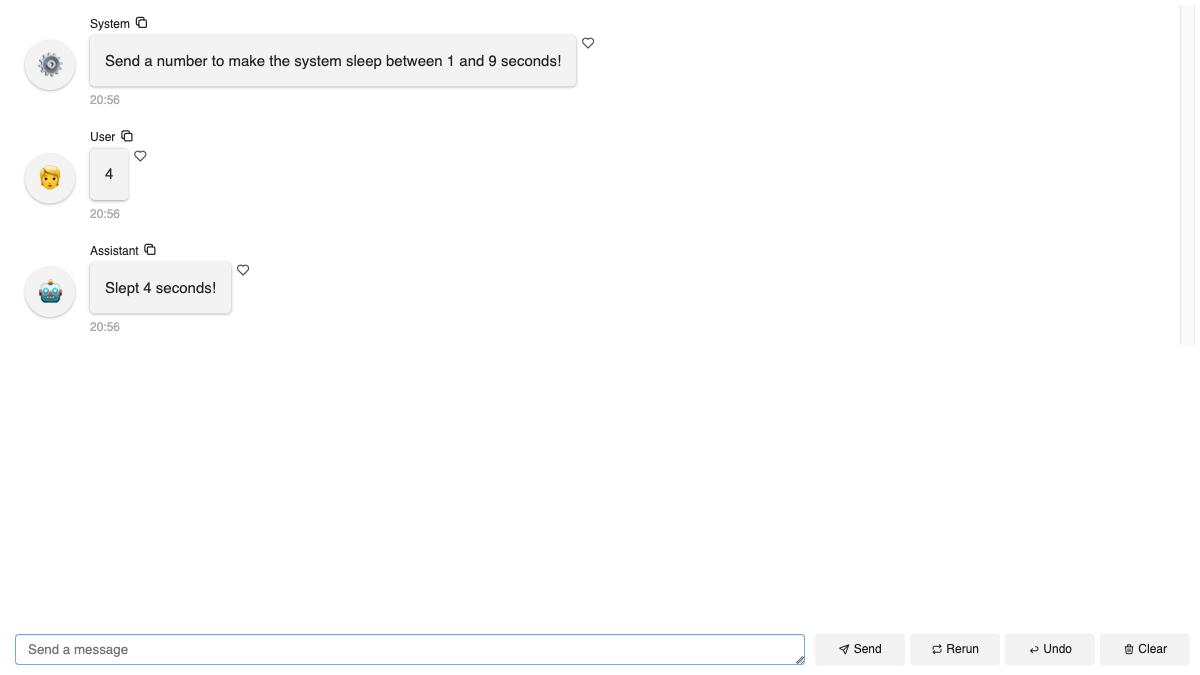 System
Send a number to make the system sleep between 1 and 9 seconds!
20:56
User
4
20:56
Assistant
Slept 4 seconds!
20:56
Send a message
Send
Rerun
Undo
Clear